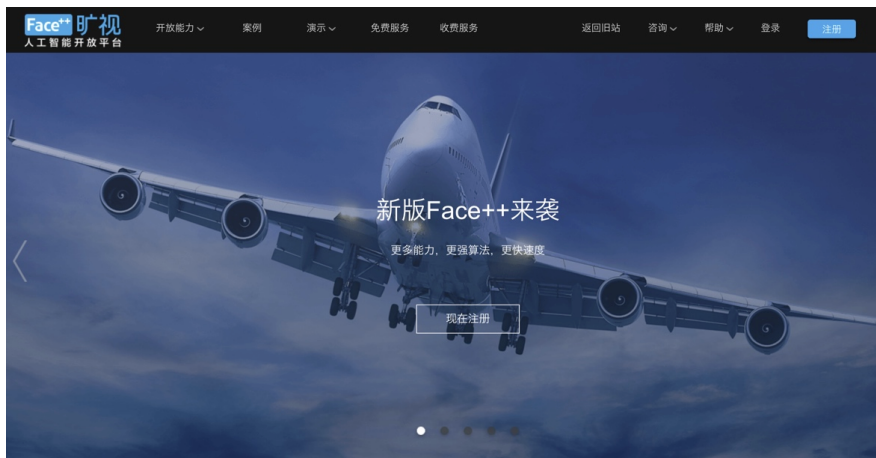 Face++ 旷视
人工智能开放平台
开放能力 案例 演示 免费服务 收费服务 返回旧站 咨询 帮助 登录 注册
新版Face++来袭
更多能力，更强算法，更快速度
现在注册